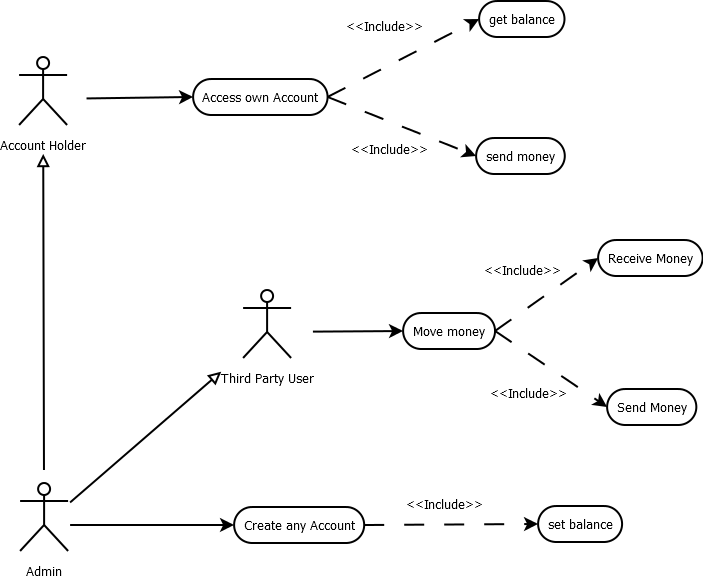 <<Include>>
get balance
Access own Account
Account Holder
<<Include>>
send money
<<Include>>
Receive Money
Move money
Third Party User
<<Include>>
Send Money
<<Include>>
Create any Account
set balance
Admin